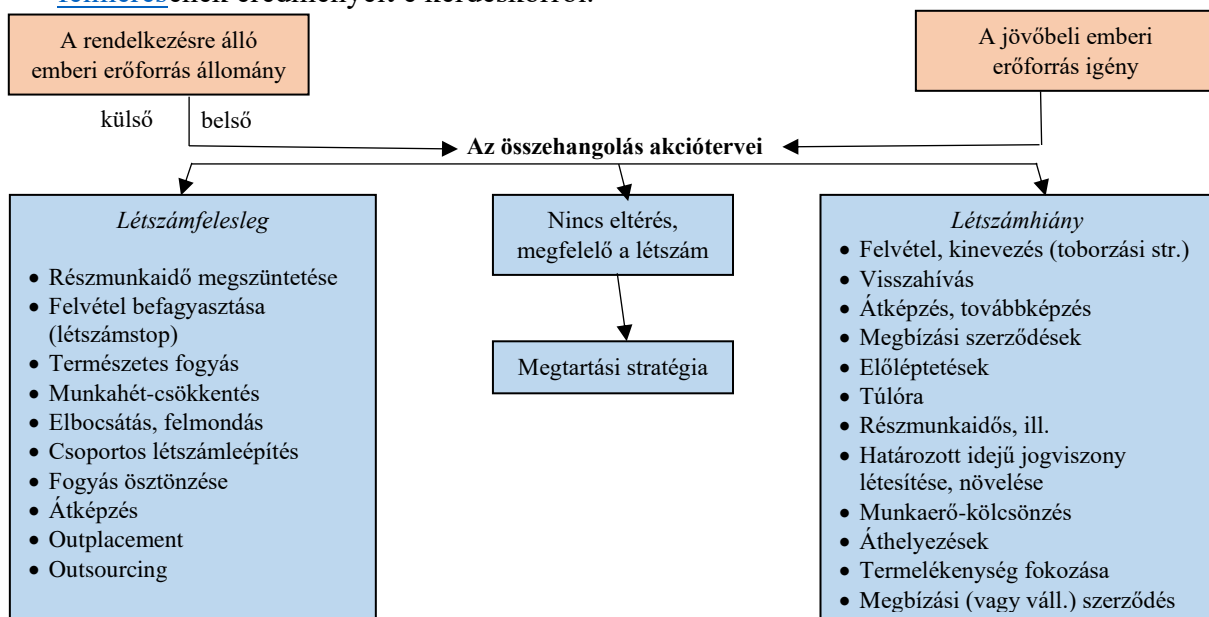 felmérésének eredményeit e kérdéskörről.
A rendelkezésre álló
emberi erőforrás állomány
A jövőbeli emberi
erőforrás igény
külső
belső
Az összehangolás akciótervei
Létszámfelesleg
• Részmunkaidő megszüntetése
• Felvétel befagyasztása
(létszámstop)
• Természetes fogyás
• Munkahét-csökkentés
• Elbocsátás, felmondás
• Csoportos létszámleépítés
• Fogyás ösztönzése
• Átképzés
• Outplacement
• Outsourcing
Nincs eltérés,
megfelelő a létszám
Megtartási stratégia
Létszámhiány
• Felvétel, kinevezés (toborzási str.)
• Visszahívás
• Átképzés, továbbképzés
• Megbízási szerződések
• Előléptetések
• Túlóra
• Részmunkaidős, ill.
• Határozott idejű jogviszony
létesítése, növelése
• Munkaerő-kölcsönzés
• Áthelyezések
• Termelékenység fokozása
• Megbízási (vagy váll.) szerződés